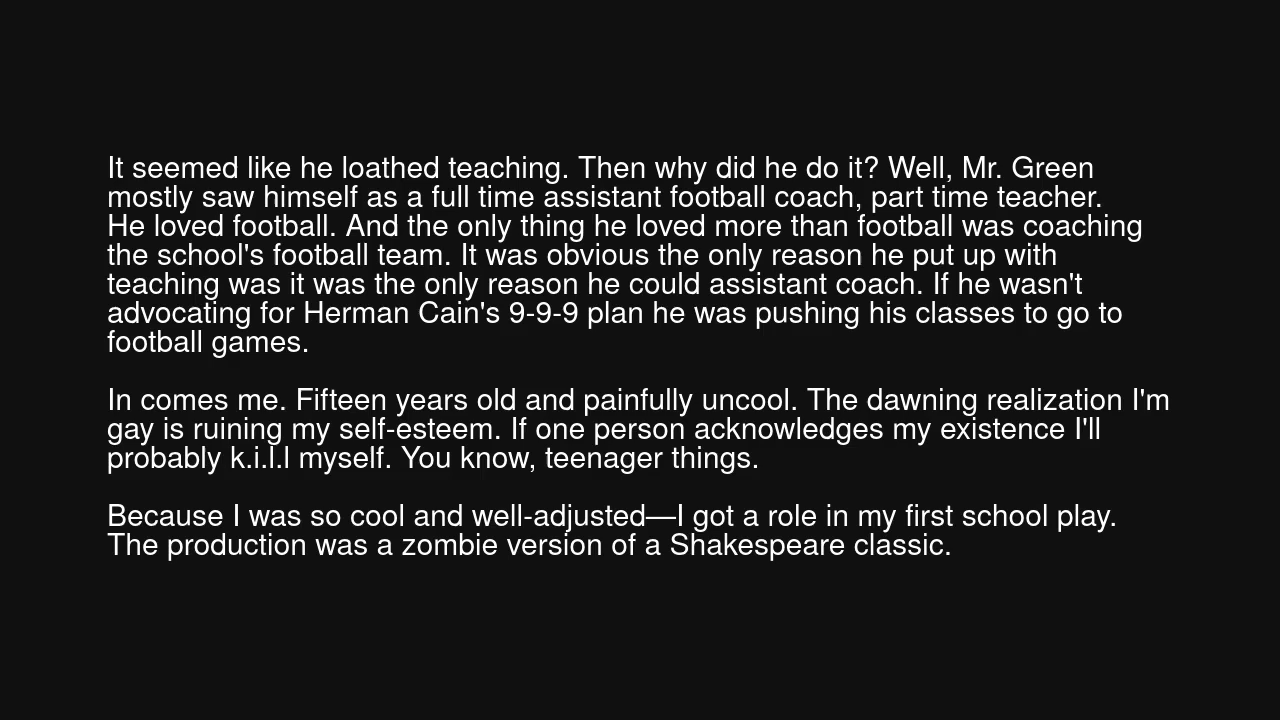 It seemed like he loathed teaching. Then why did he do it? Well, Mr. Green
mostly saw himself as a full time assistant football coach, part time teacher.
He loved football. And the only thing he loved more than football was coaching
the school's football team. It was obvious the only reason he put up with
teaching was it was the only reason he could assistant coach. If he wasn't
advocating for Herman Cain's 9-9-9 plan he was pushing his classes to go to
football games.
In comes me. Fifteen years old and painfully uncool. The dawning realization I'm
gay is ruining my self-esteem. If one person acknowledges my existence I'll
probably k.i.l.l myself. You know, teenager things.
Because I was so cool and well-adjusted—I got a role in my first school play.
The production was a zombie version of a Shakespeare classic.